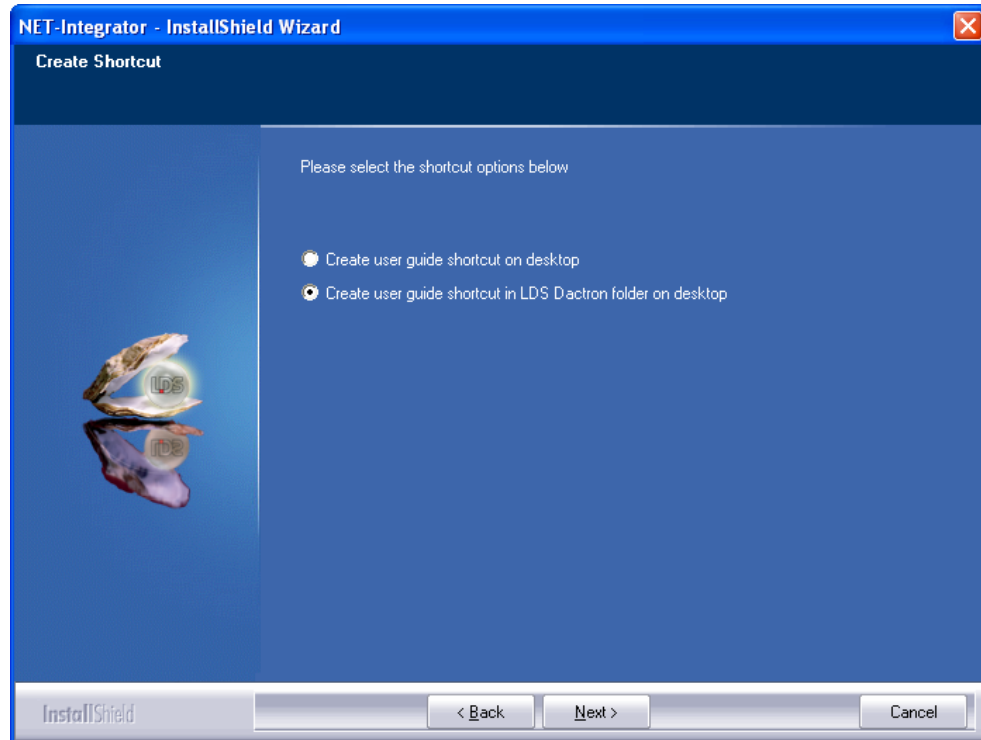 NET-Integrator - InstallShield Wizard
Create Shortcut
Please select the shortcut options below
Create user guide shortcut on desktop
Create user guide shortcut in LDS Dactron folder on desktop
LDS
InstallShield
< Back
Next >
Cancel